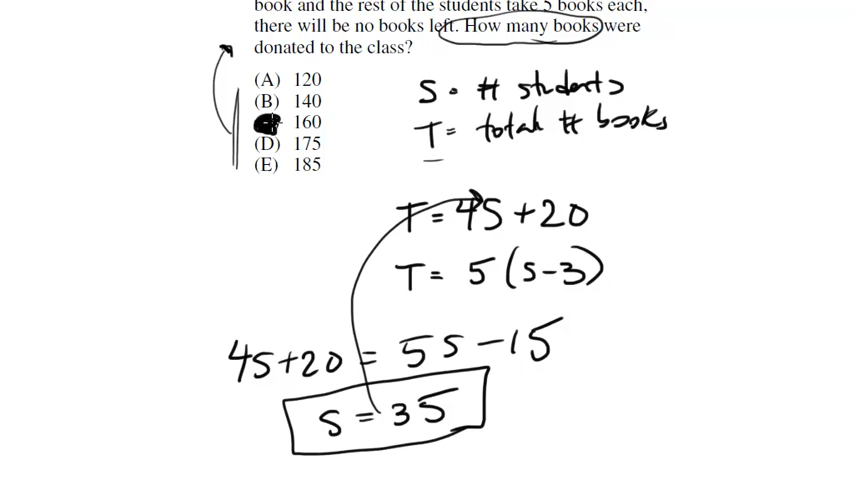 book and the rest of the students take 5 books each,
there will be no books left. How many books were
donated to the class?
(A) 120
(B) 140
160
(D) 175
(E) 185
S = # students
T = total # books
T = 4S + 20
T = 5(S-3)
4S + 20 = 5S - 15
S = 35